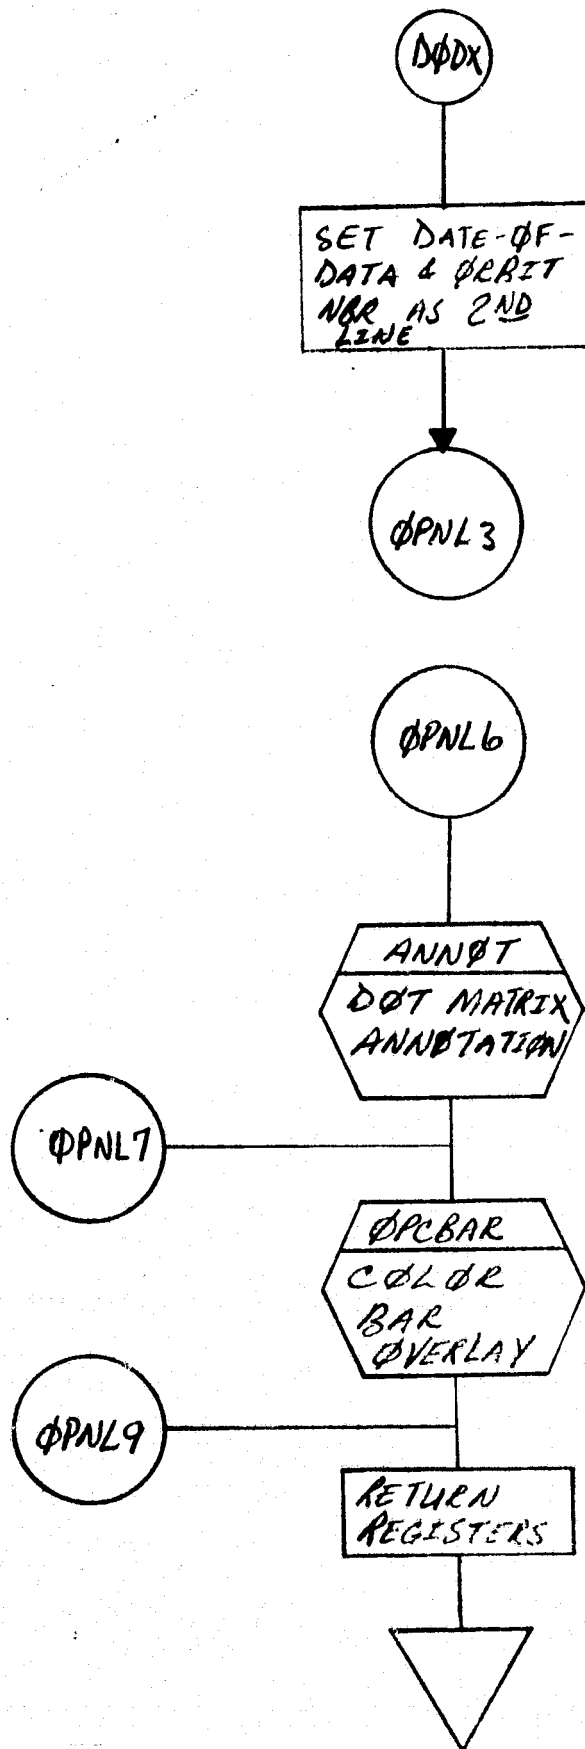 DØDX
SET DATE-ØF-
DATA & ØRBIT
NBR AS 2ND
LINE
ØPNL3
ØPNL6
ANNØT
DØT MATRIX
ANNØTATIØN
ØPNL7
ØPCBAR
CØLØR
BAR
ØVERLAY
ØPNL9
RETURN
REGISTERS